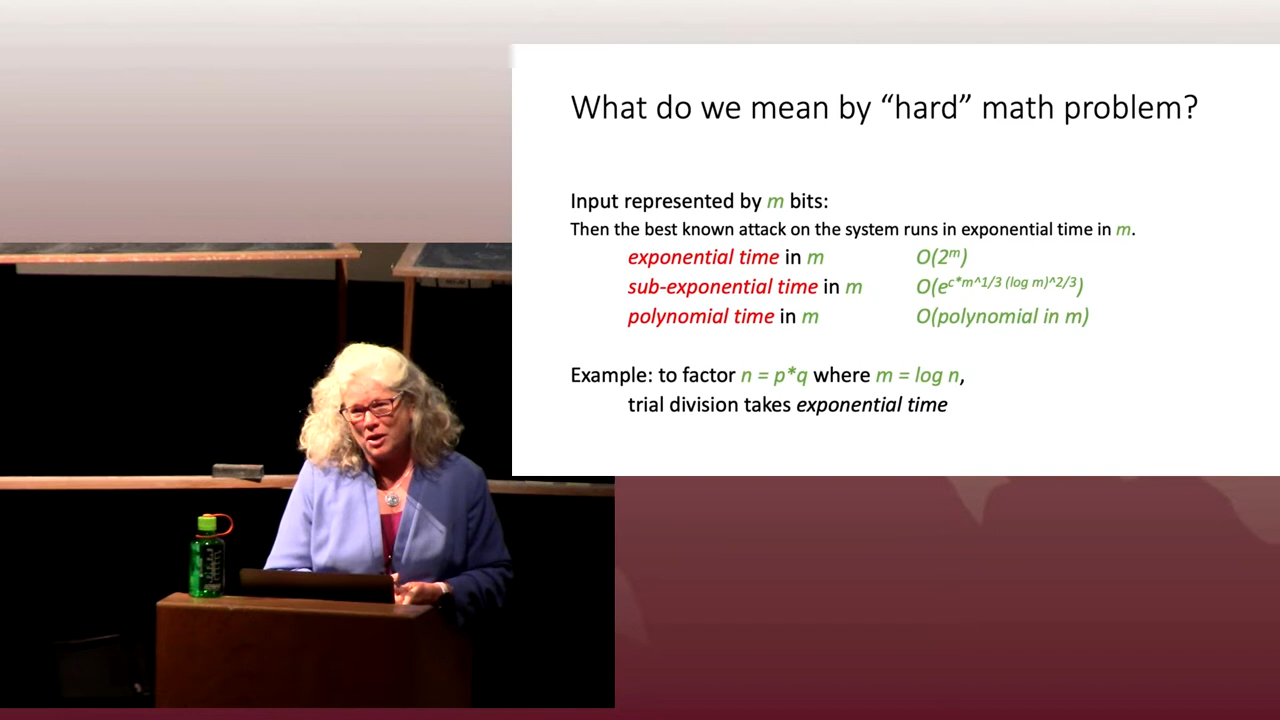 What do we mean by “hard” math problem?
Input represented by m bits:
Then the best known attack on the system runs in exponential time in m.
exponential time in m O(2^m)
sub-exponential time in m O(e^c*m^1/3 (log m)^2/3)
polynomial time in m O(polynomial in m)
Example: to factor n = p*q where m = log n,
trial division takes exponential time